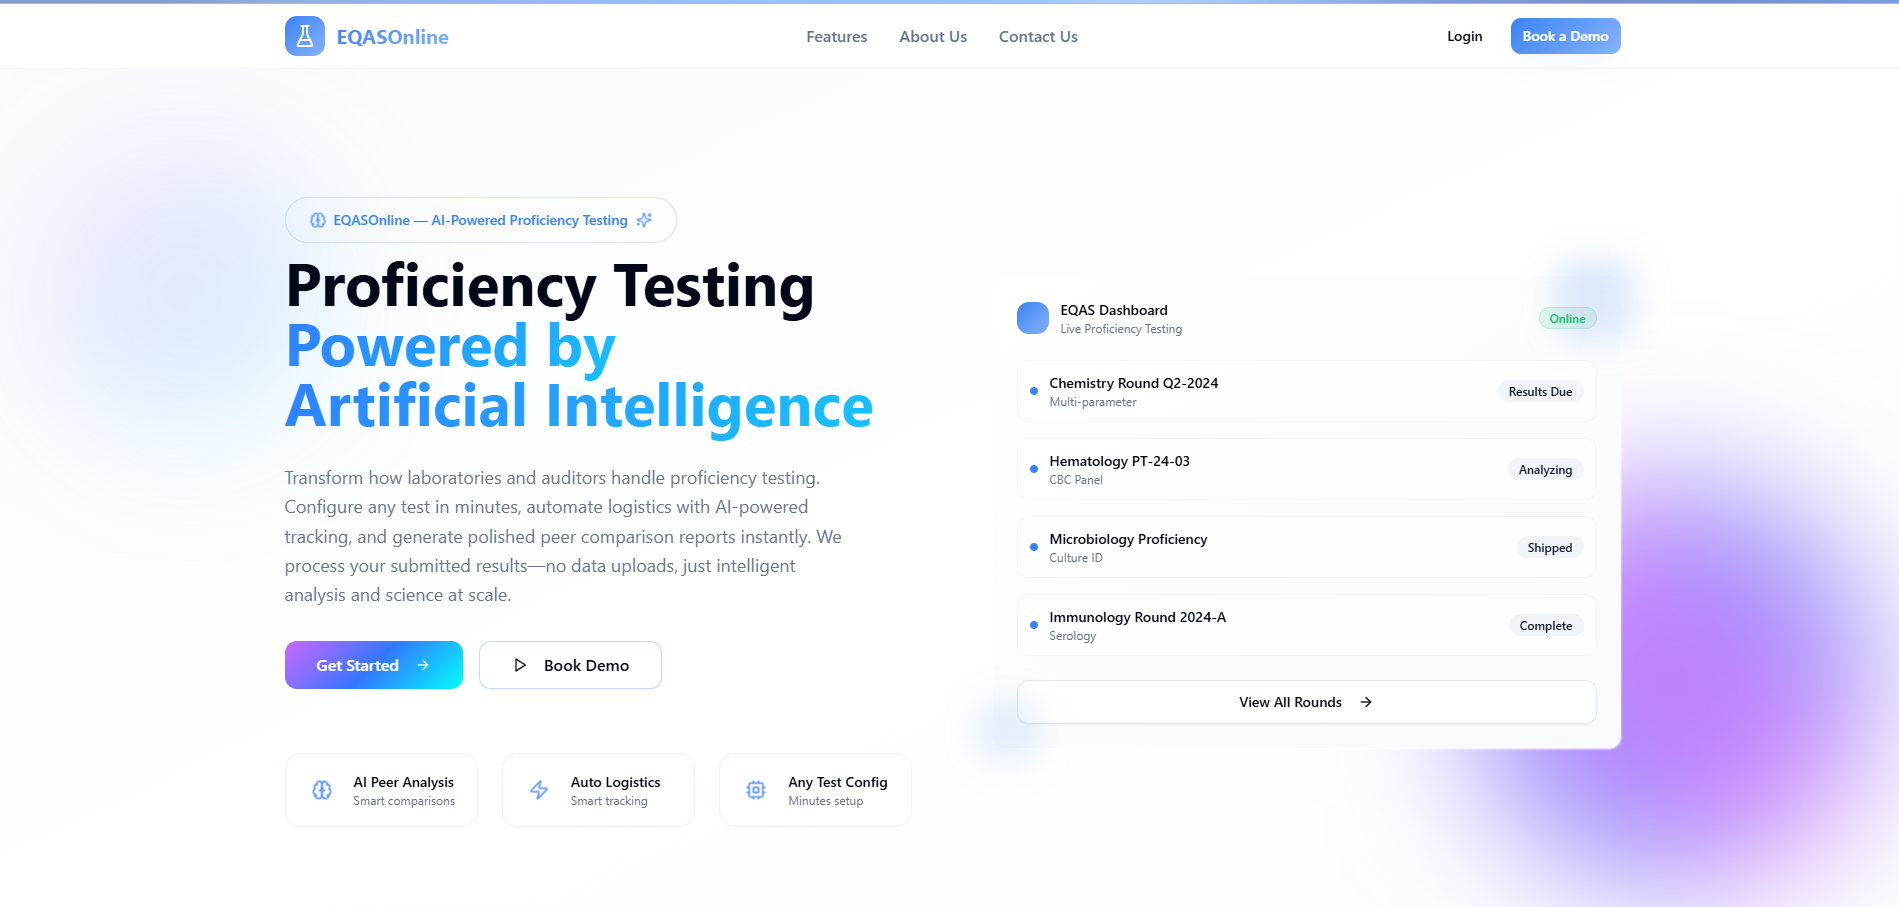 EQASOnline
Features
About Us
Contact Us
Login
Book a Demo
EQASOnline — AI-Powered Proficiency Testing
Proficiency Testing
Powered by
Artificial Intelligence
Transform how laboratories and auditors handle proficiency testing.
Configure any test in minutes, automate logistics with AI-powered
tracking, and generate polished peer comparison reports instantly. We
process your submitted results—no data uploads, just intelligent
analysis and science at scale.
Get Started
Book Demo
AI Peer Analysis
Smart comparisons
Auto Logistics
Smart tracking
Any Test Config
Minutes setup
EQAS Dashboard
Live Proficiency Testing
Online
Chemistry Round Q2-2024
Multi-parameter
Results Due
Hematology PT-24-03
CBC Panel
Analyzing
Microbiology Proficiency
Culture ID
Shipped
Immunology Round 2024-A
Serology
Complete
View All Rounds